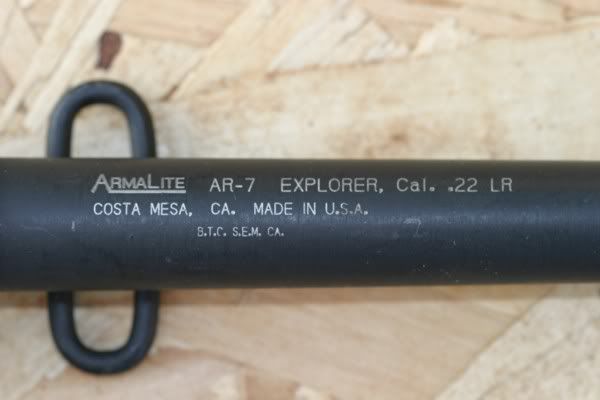 ARMALITE AR-7 EXPLORER, Cal. .22 LR
COSTA MESA, CA. MADE IN U.S.A.
B.T.C. S.E.M. CA.